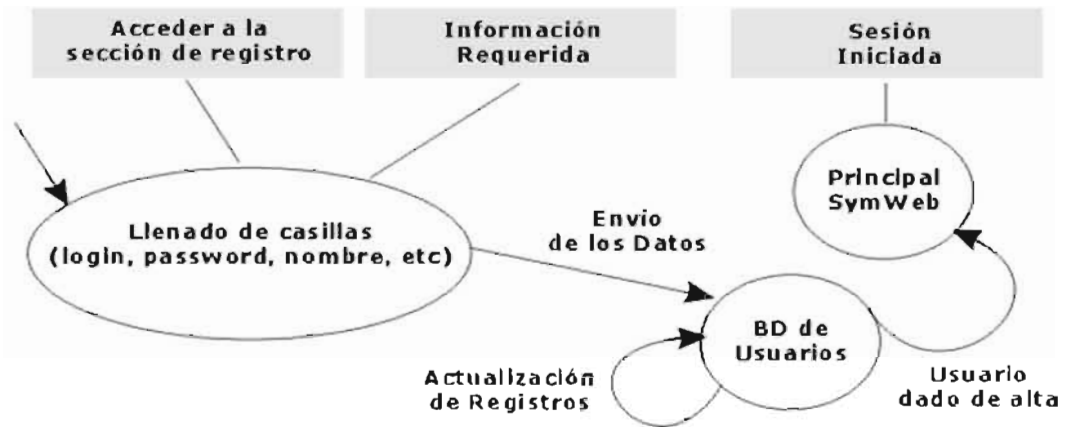 Acceder a la
sección de registro
Información
Requerida
Sesión
Iniciada
Principal
SymWeb
Llenado de casillas
(login, password, nombre, etc)
Envío
de los Datos
BD de
Usuarios
Actualización
de Registros
Usuario
dado de alta